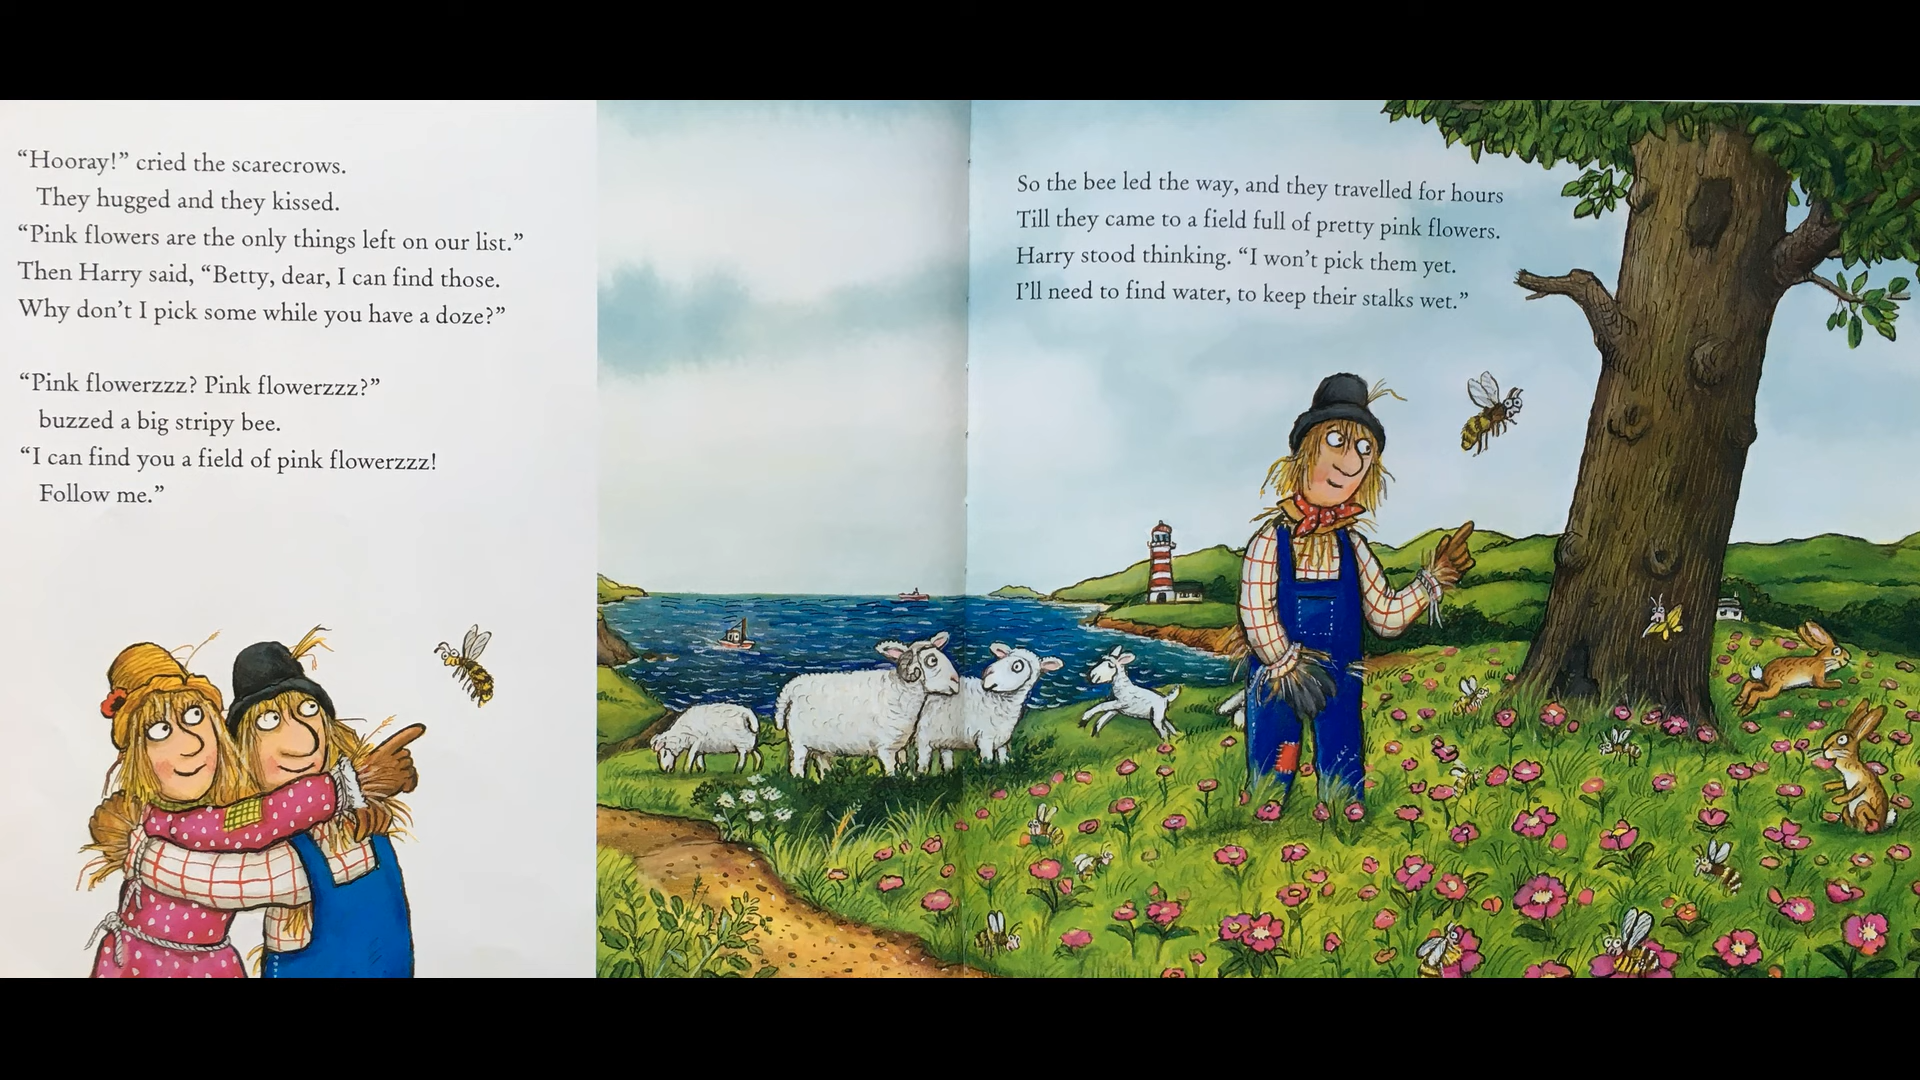 “Hooray!” cried the scarecrows.
They hugged and they kissed.
“Pink flowers are the only things left on our list.”
Then Harry said, “Betty, dear, I can find those.
Why don’t I pick some while you have a doze?”
“Pink flowerzzz? Pink flowerzzz?”
buzzed a big stripy bee.
“I can find you a field of pink flowerzzz!
Follow me.”
So the bee led the way, and they travelled for hours
Till they came to a field full of pretty pink flowers.
Harry stood thinking. “I won’t pick them yet.
I’ll need to find water, to keep their stalks wet.”